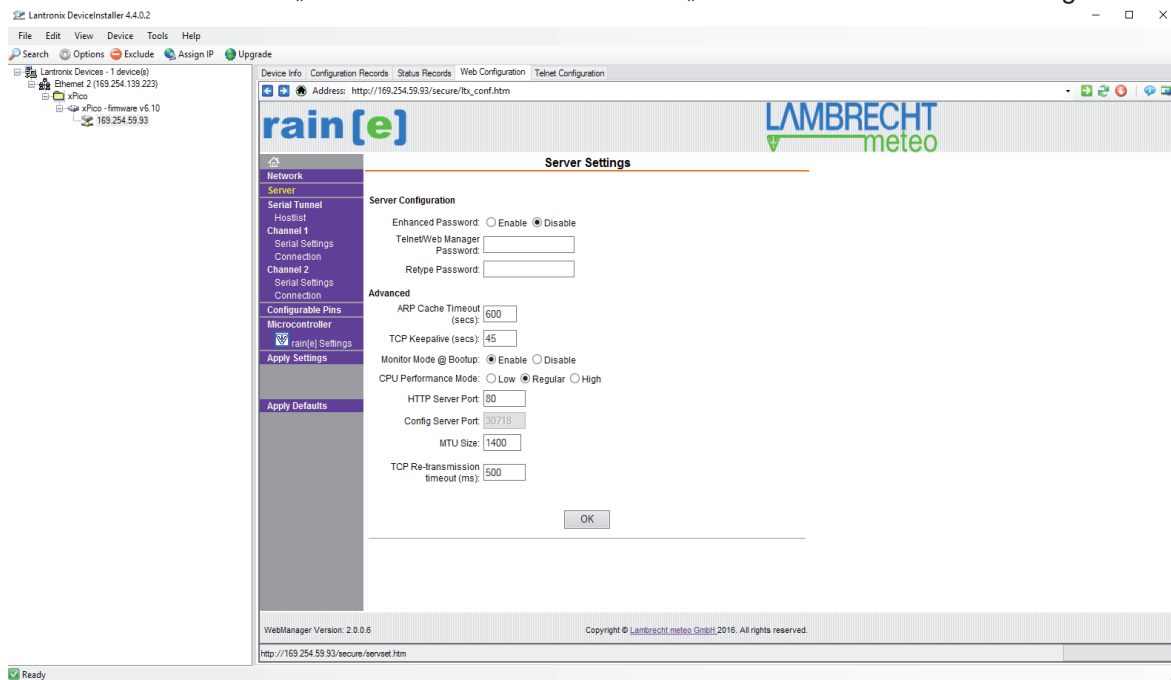 Lantronix DeviceInstaller 4.4.0.2
File Edit View Device Tools Help
Search Options Exclude Assign IP Upgrade
Lantronix Devices - 1 device(s)
Ethernet 2 (169.254.139.223)
xPico
xPico - firmware v6.10
169.254.59.93
Device Info Configuration Records Status Records Web Configuration Telnet Configuration
Address: http://169.254.59.93/secure/ltx_conf.htm
rain[e]
LAMBRECHT
meteo
Network
Server
Serial Tunnel
Hostlist
Channel 1
Serial Settings
Connection
Channel 2
Serial Settings
Connection
Configurable Pins
Microcontroller
rain[e] Settings
Apply Settings
Apply Defaults
Server Settings
Server Configuration
Enhanced Password: Enable Disable
Telnet/Web Manager
Password:
Retype Password:
Advanced
ARP Cache Timeout
(secs): 600
TCP Keepalive (secs): 45
Monitor Mode @ Bootup: Enable Disable
CPU Performance Mode: Low Regular High
HTTP Server Port: 80
Config Server Port: 30718
MTU Size: 1400
TCP Re-transmission
timeout (ms): 500
OK
WebManager Version: 2.0.0.6
Copyright © Lambrecht meteo GmbH 2016. All rights reserved.
http://169.254.59.93/secure/servset.htm
Ready